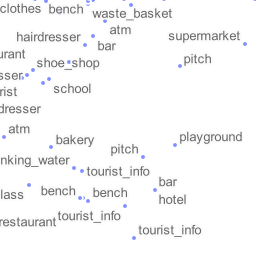 clothes
bench
waste_basket
atm
hairdresser
bar
supermarket
urant
shoe_shop
pitch
sser
school
rist
dresser
atm
bakery
playground
pitch
nking_water
tourist_info
bar
bench
bench
lass
hotel
restaurant
tourist_info
tourist_info